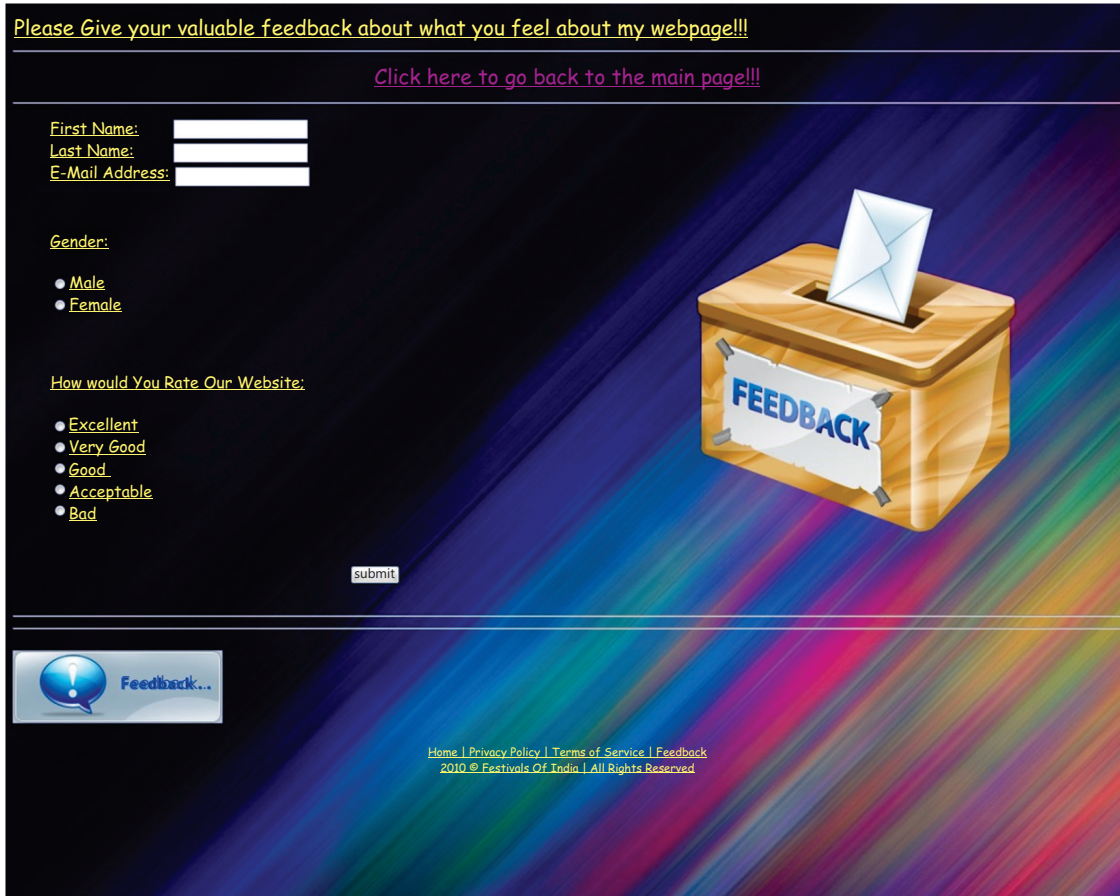 Please Give your valuable feedback about what you feel about my webpage!!!
Click here to go back to the main page!!!
First Name:
Last Name:
E-Mail Address:
Gender:
Male
Female
How would You Rate Our Website;
Excellent
Very Good
Good
Acceptable
Bad
FEEDBACK
submit
Feedback...
Home | Privacy Policy | Terms of Service | Feedback
2010 © Festivals Of India | All Rights Reserved